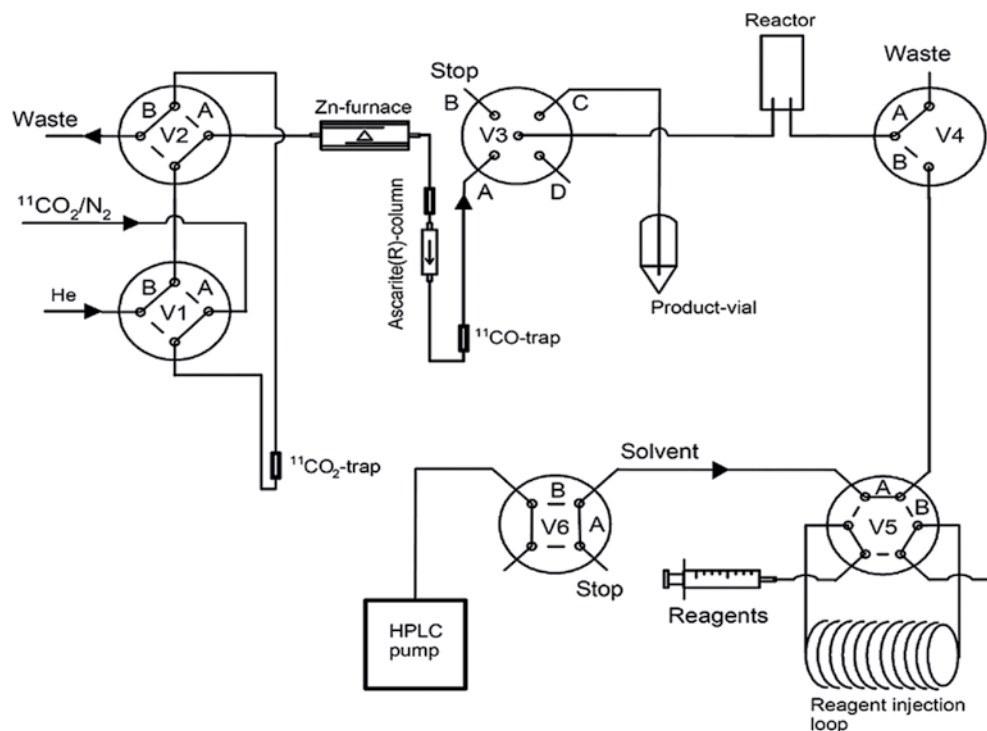 Reactor
Waste
Stop
B
C
V3
A
D
Zn-furnace
B
A
V2
Waste
A
V4
B
¹¹CO₂/N₂
Ascarite(R)-column
Product-vial
He
B
A
V1
¹¹CO-trap
¹¹CO₂-trap
Solvent
B
V6
A
Stop
A
B
V5
Reagents
HPLC
pump
Reagent injection
loop